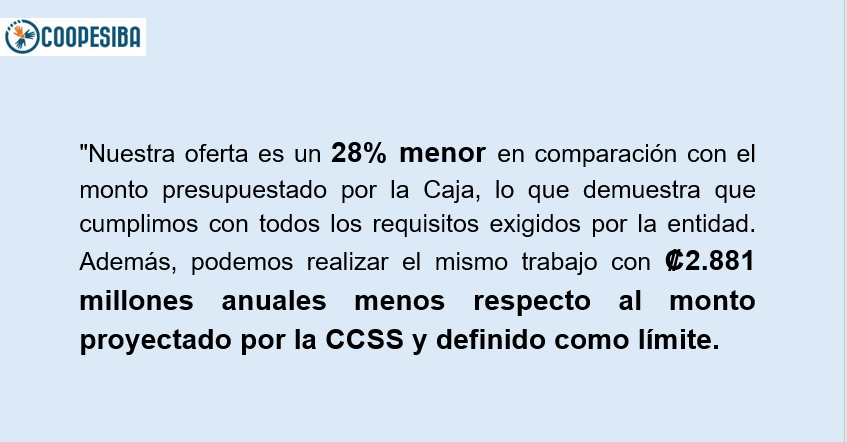 COOPESIBA
"Nuestra oferta es un 28% menor en comparación con el
monto presupuestado por la Caja, lo que demuestra que
cumplimos con todos los requisitos exigidos por la entidad.
Además, podemos realizar el mismo trabajo con ₡2.881
millones anuales menos respecto al monto
proyectado por la CCSS y definido como límite.